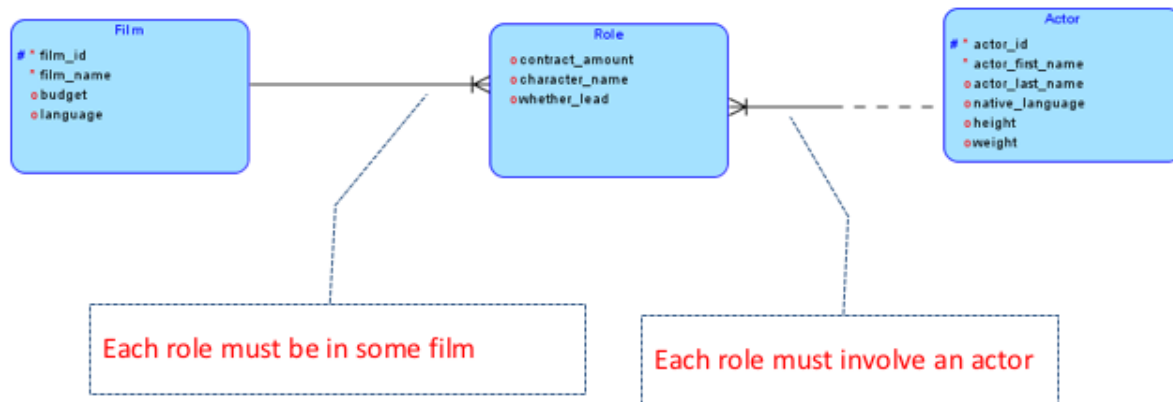 Film
# * film_id
* film_name
o budget
o language
Role
o contract_amount
o character_name
o whether_lead
Actor
# * actor_id
* actor_first_name
o actor_last_name
o native_language
o height
o weight
Each role must be in some film
Each role must involve an actor